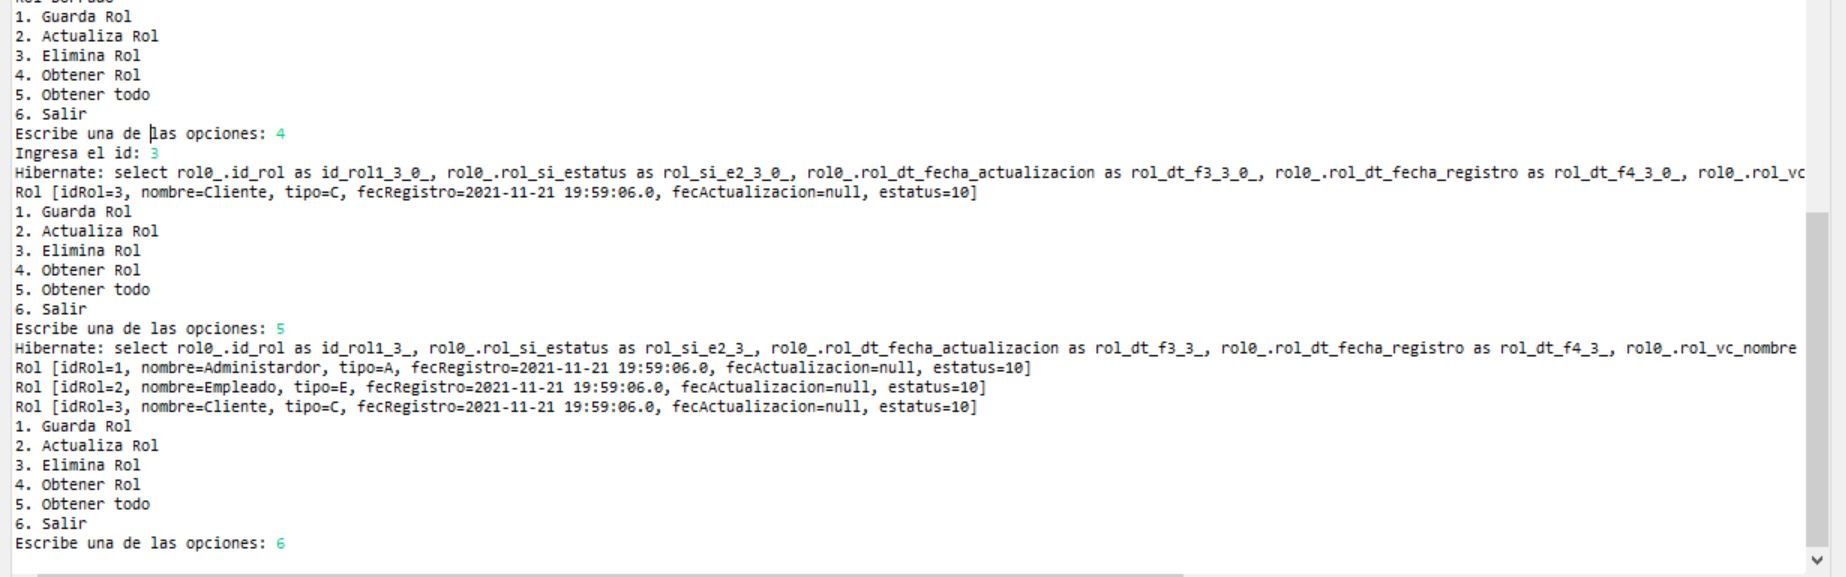 1. Guarda Rol
2. Actualiza Rol
3. Elimina Rol
4. Obtener Rol
5. Obtener todo
6. Salir
Escribe una de las opciones: 4
Ingresa el id: 3
Hibernate: select rol0_.id_rol as id_rol1_3_0_, rol0_.rol_si_estatus as rol_si_e2_3_0_, rol0_.rol_dt_fecha_actualizacion as rol_dt_f3_3_0_, rol0_.rol_dt_fecha_registro as rol_dt_f4_3_0_, rol0_.rol_vc
Rol [idRol=3, nombre=Cliente, tipo=C, fecRegistro=2021-11-21 19:59:06.0, fecActualizacion=null, estatus=10]
1. Guarda Rol
2. Actualiza Rol
3. Elimina Rol
4. Obtener Rol
5. Obtener todo
6. Salir
Escribe una de las opciones: 5
Hibernate: select rol0_.id_rol as id_rol1_3_, rol0_.rol_si_estatus as rol_si_e2_3_, rol0_.rol_dt_fecha_actualizacion as rol_dt_f3_3_, rol0_.rol_dt_fecha_registro as rol_dt_f4_3_, rol0_.rol_vc_nombre
Rol [idRol=1, nombre=Administardor, tipo=A, fecRegistro=2021-11-21 19:59:06.0, fecActualizacion=null, estatus=10]
Rol [idRol=2, nombre=Empleado, tipo=E, fecRegistro=2021-11-21 19:59:06.0, fecActualizacion=null, estatus=10]
Rol [idRol=3, nombre=Cliente, tipo=C, fecRegistro=2021-11-21 19:59:06.0, fecActualizacion=null, estatus=10]
1. Guarda Rol
2. Actualiza Rol
3. Elimina Rol
4. Obtener Rol
5. Obtener todo
6. Salir
Escribe una de las opciones: 6